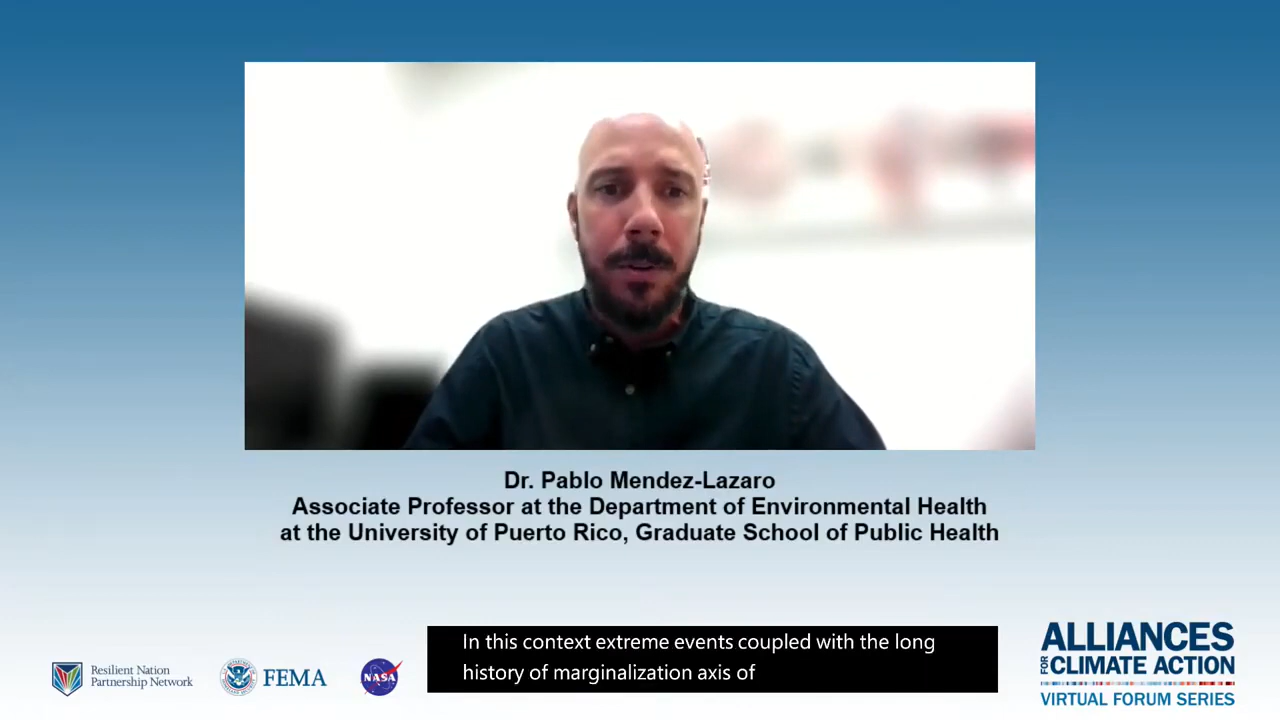 Dr. Pablo Mendez-Lazaro
Associate Professor at the Department of Environmental Health
at the University of Puerto Rico, Graduate School of Public Health
In this context extreme events coupled with the long
history of marginalization axis of
Resilient Nation
Partnership Network
FEMA
NASA
ALLIANCES
FOR CLIMATE ACTION
VIRTUAL FORUM SERIES